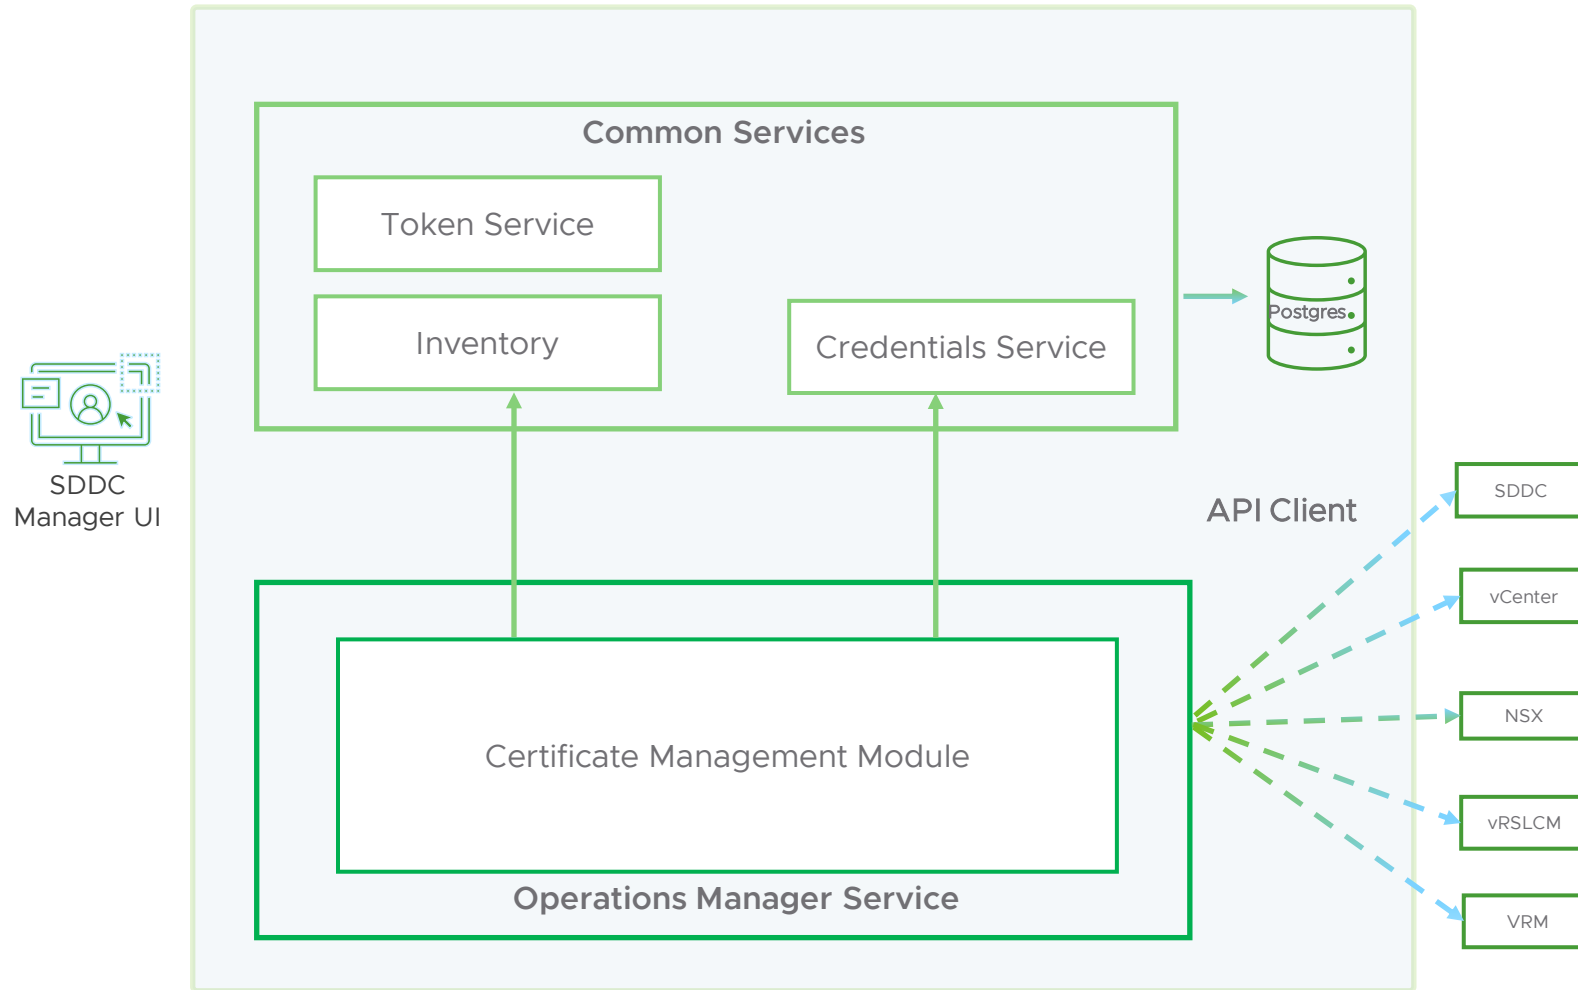 Common Services
Token Service
Inventory
Credentials Service
Postgres
SDDC
Manager UI
API Client
SDDC
vCenter
NSX
vRSLCM
VRM
Certificate Management Module
Operations Manager Service